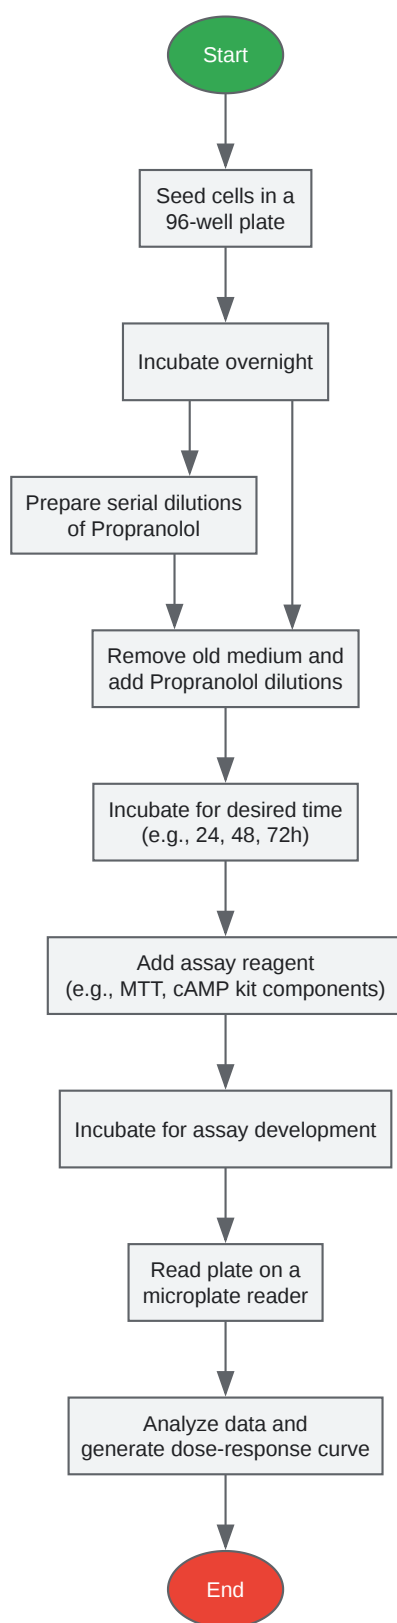 Start
Seed cells in a
96-well plate
Incubate overnight
Prepare serial dilutions
of Propranolol
Remove old medium and
add Propranolol dilutions
Incubate for desired time
(e.g., 24, 48, 72h)
Add assay reagent
(e.g., MTT, cAMP kit components)
Incubate for assay development
Read plate on a
microplate reader
Analyze data and
generate dose-response curve
End